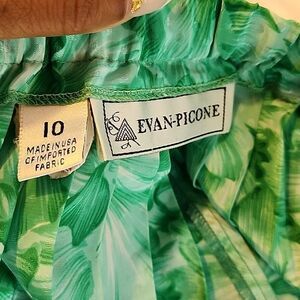 10
MADE IN USA
OF IMPORTED
FABRIC
EVAN-PICONE